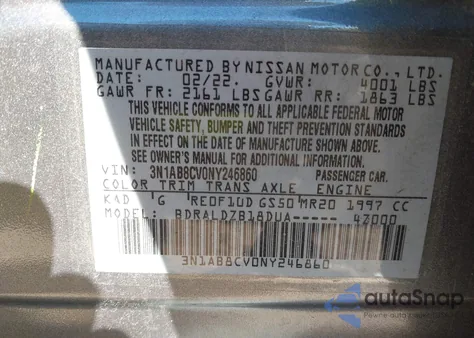 MANUFACTURED BY NISSAN MOTOR CO., LTD.
DATE: 02/22. GVWR: 4001 LBS
GAWR FR: 2161 LBS GAWR RR: 1863 LBS
THIS VEHICLE CONFORMS TO ALL APPLICABLE FEDERAL MOTOR
VEHICLE SAFETY, BUMPER AND THEFT PREVENTION STANDARDS
IN EFFECT ON THE DATE OF MANUFACTURE SHOWN ABOVE.
SEE OWNER'S MANUAL FOR ADDITIONAL INFORMATION.
VIN: 3N1AB8CV0NY246860 PASSENGER CAR.
COLOR TRIM TRANS AXLE ENGINE
KAD G RE0F10D GS50 MR20 1997 CC
MODEL: BDRALDZB18DUA 4Z000
3N1AB8CV0NY246860
autoSnap